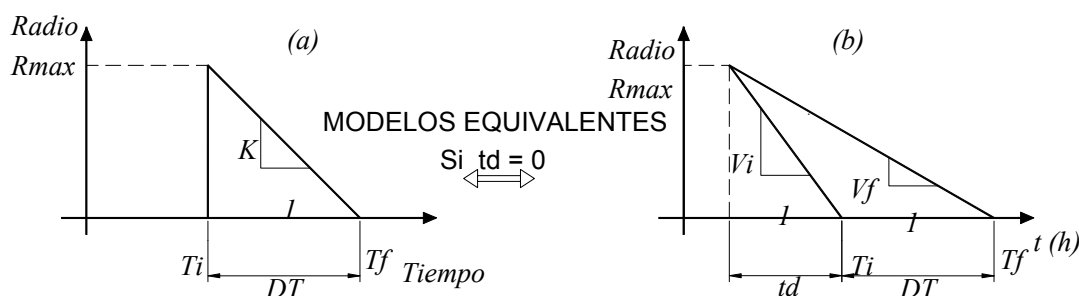 Radio
Rmax
(a)
K
1
Ti
Tf
DT
Tiempo
MODELOS EQUIVALENTES
Si td = 0
Radio
Rmax
(b)
Vi
Vf
1
1
Ti
Tf
t (h)
td
DT